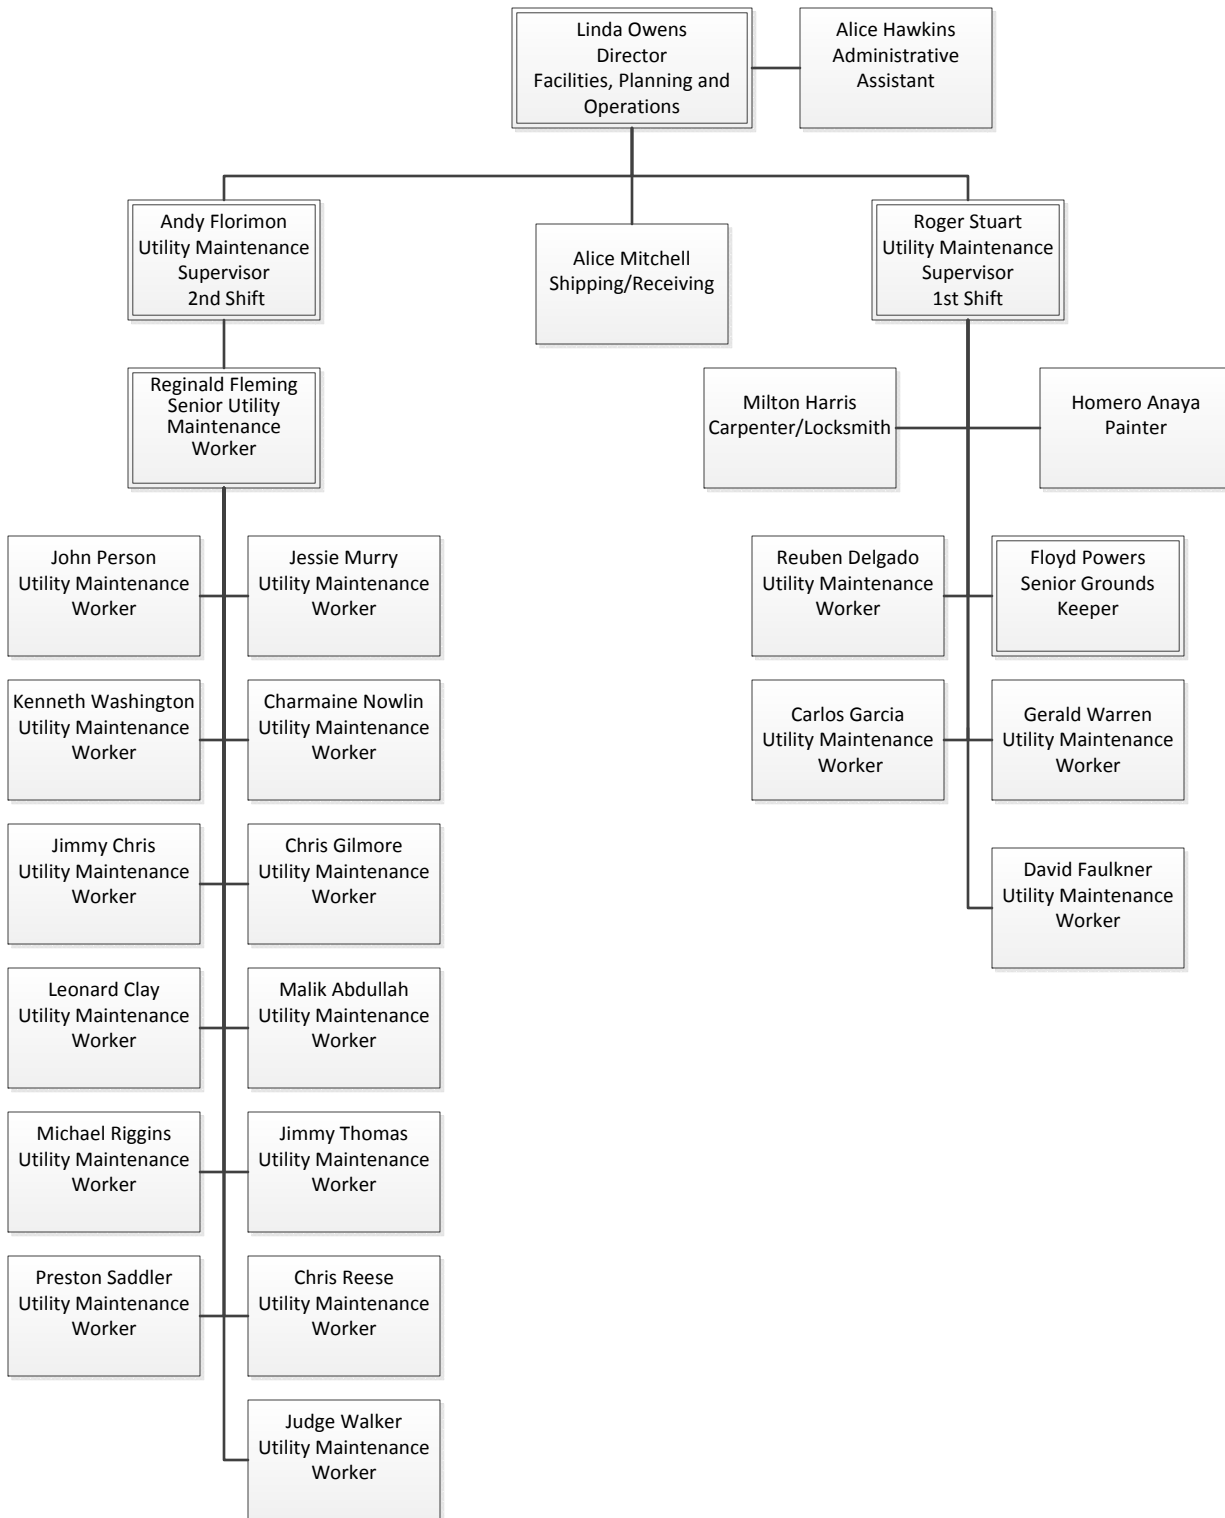 Linda Owens
Director
Facilities, Planning and
Operations
Alice Hawkins
Administrative
Assistant
Andy Florimon
Utility Maintenance
Supervisor
2nd Shift
Alice Mitchell
Shipping/Receiving
Roger Stuart
Utility Maintenance
Supervisor
1st Shift
Reginald Fleming
Senior Utility
Maintenance
Worker
Milton Harris
Carpenter/Locksmith
Homero Anaya
Painter
John Person
Utility Maintenance
Worker
Jessie Murry
Utility Maintenance
Worker
Reuben Delgado
Utility Maintenance
Worker
Floyd Powers
Senior Grounds
Keeper
Kenneth Washington
Utility Maintenance
Worker
Charmaine Nowlin
Utility Maintenance
Worker
Carlos Garcia
Utility Maintenance
Worker
Gerald Warren
Utility Maintenance
Worker
Jimmy Chris
Utility Maintenance
Worker
Chris Gilmore
Utility Maintenance
Worker
David Faulkner
Utility Maintenance
Worker
Leonard Clay
Utility Maintenance
Worker
Malik Abdullah
Utility Maintenance
Worker
Michael Riggins
Utility Maintenance
Worker
Jimmy Thomas
Utility Maintenance
Worker
Preston Saddler
Utility Maintenance
Worker
Chris Reese
Utility Maintenance
Worker
Judge Walker
Utility Maintenance
Worker